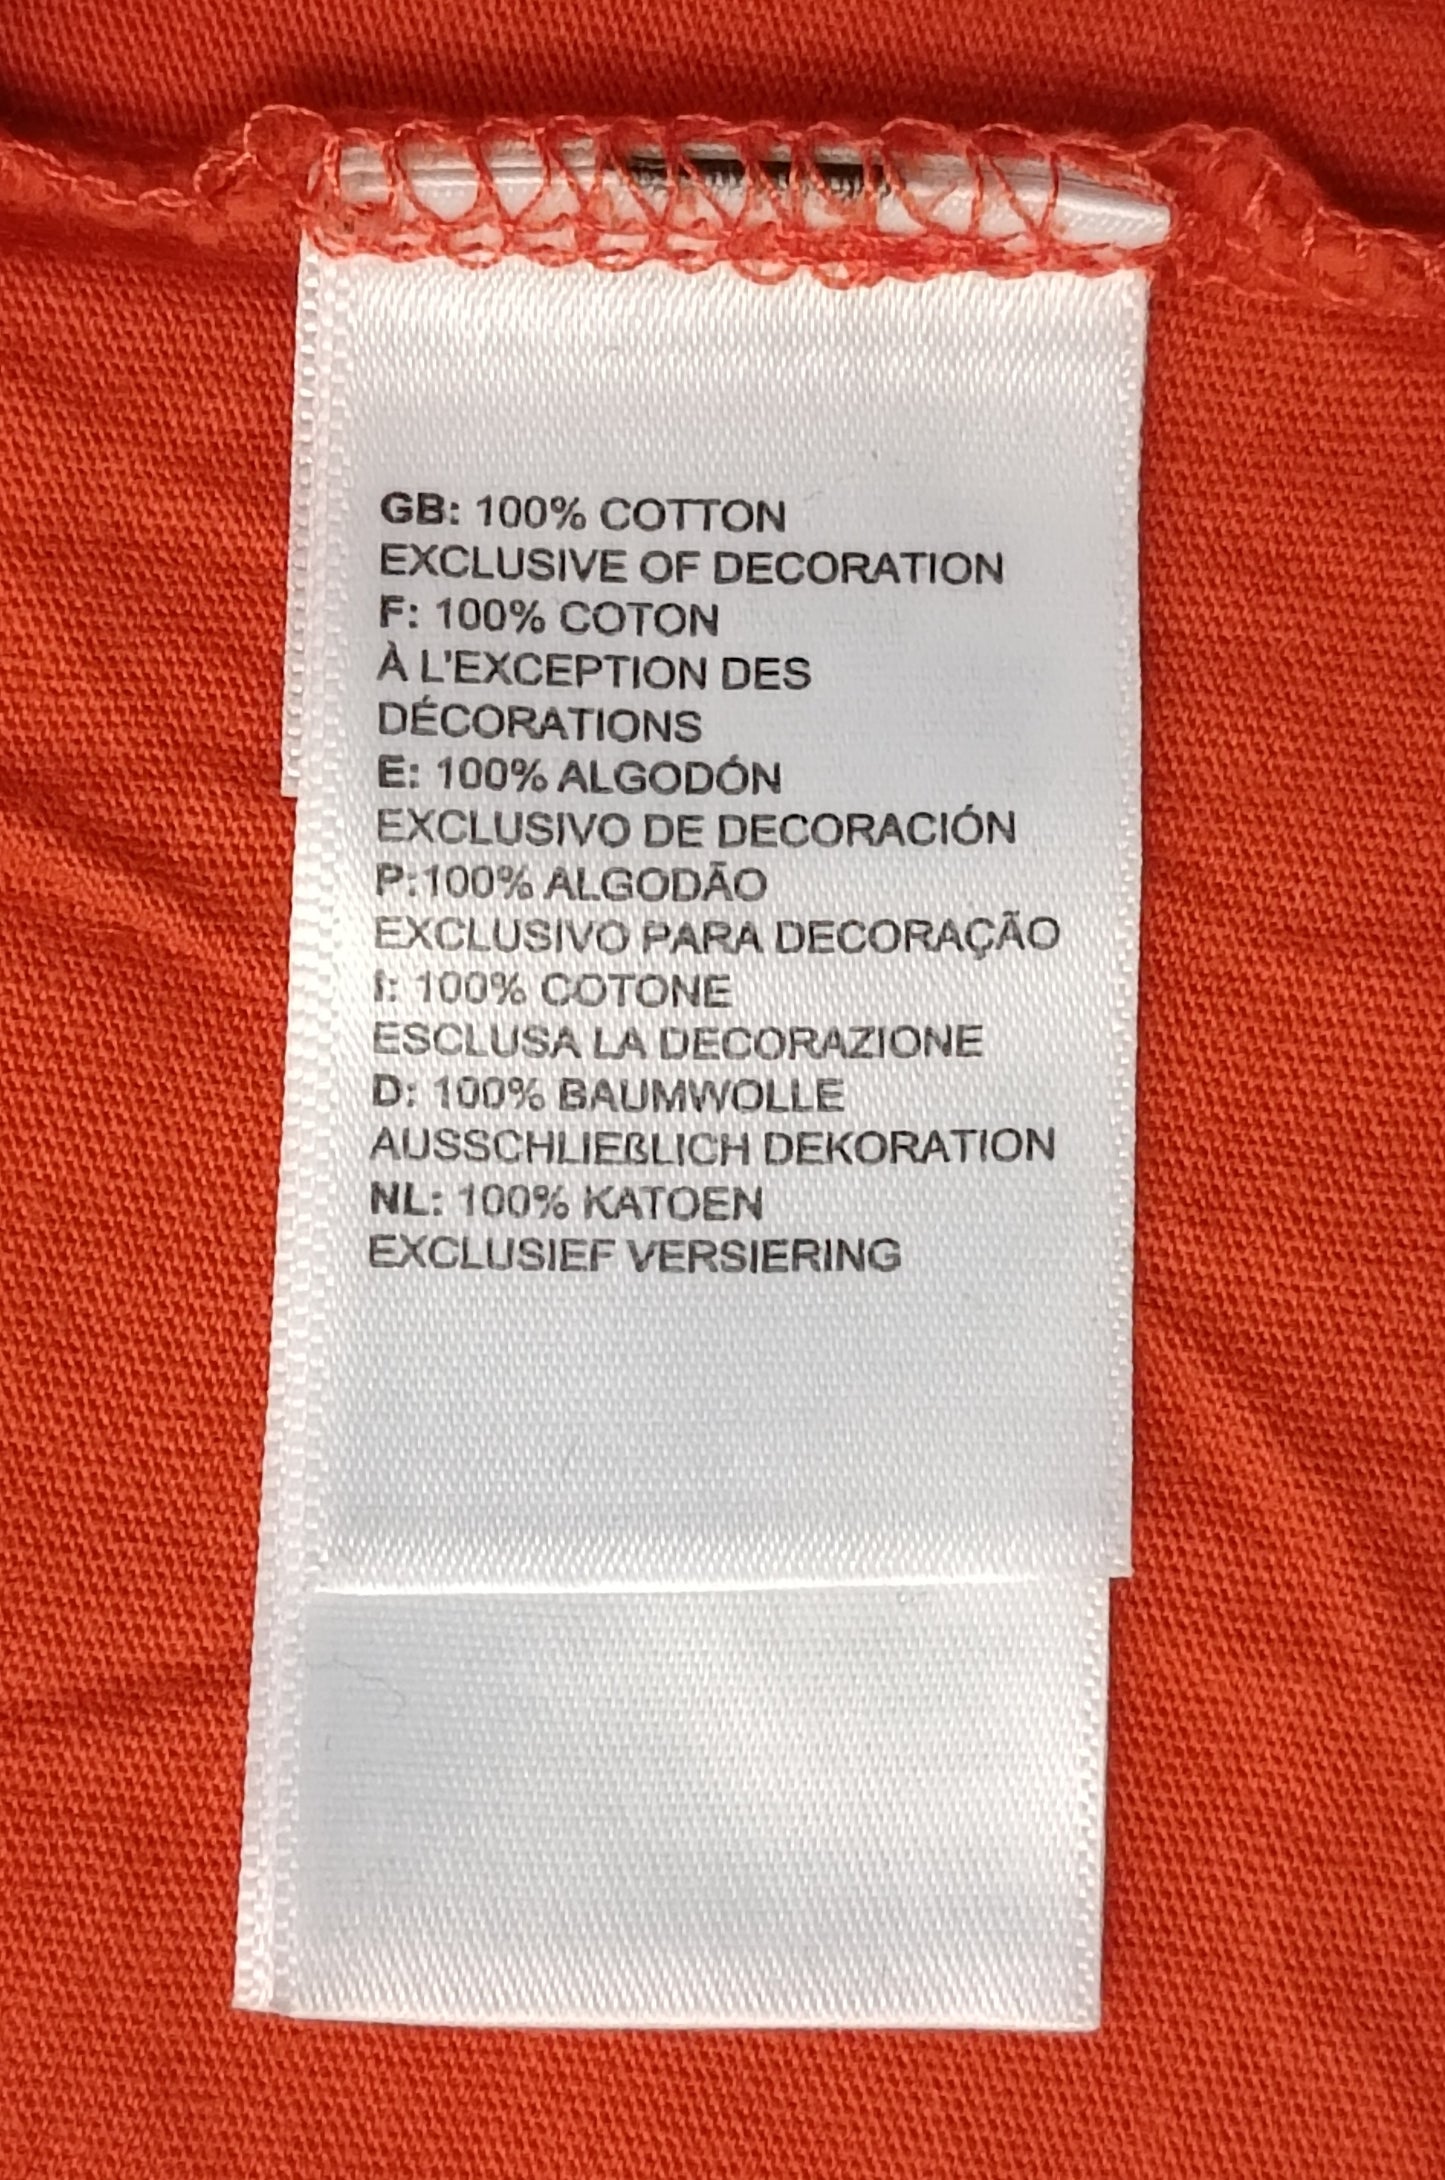 GB: 100% COTTON
EXCLUSIVE OF DECORATION
F: 100% COTON
À L'EXCEPTION DES
DÉCORATIONS
E: 100% ALGODÓN
EXCLUSIVO DE DECORACIÓN
P:100% ALGODÃO
EXCLUSIVO PARA DECORAÇÃO
I: 100% COTONE
ESCLUSA LA DECORAZIONE
D: 100% BAUMWOLLE
AUSSCHLIEßLICH DEKORATION
NL: 100% KATOEN
EXCLUSIEF VERSIERING